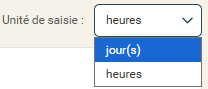 Unité de saisie : heures
jour(s)
heures